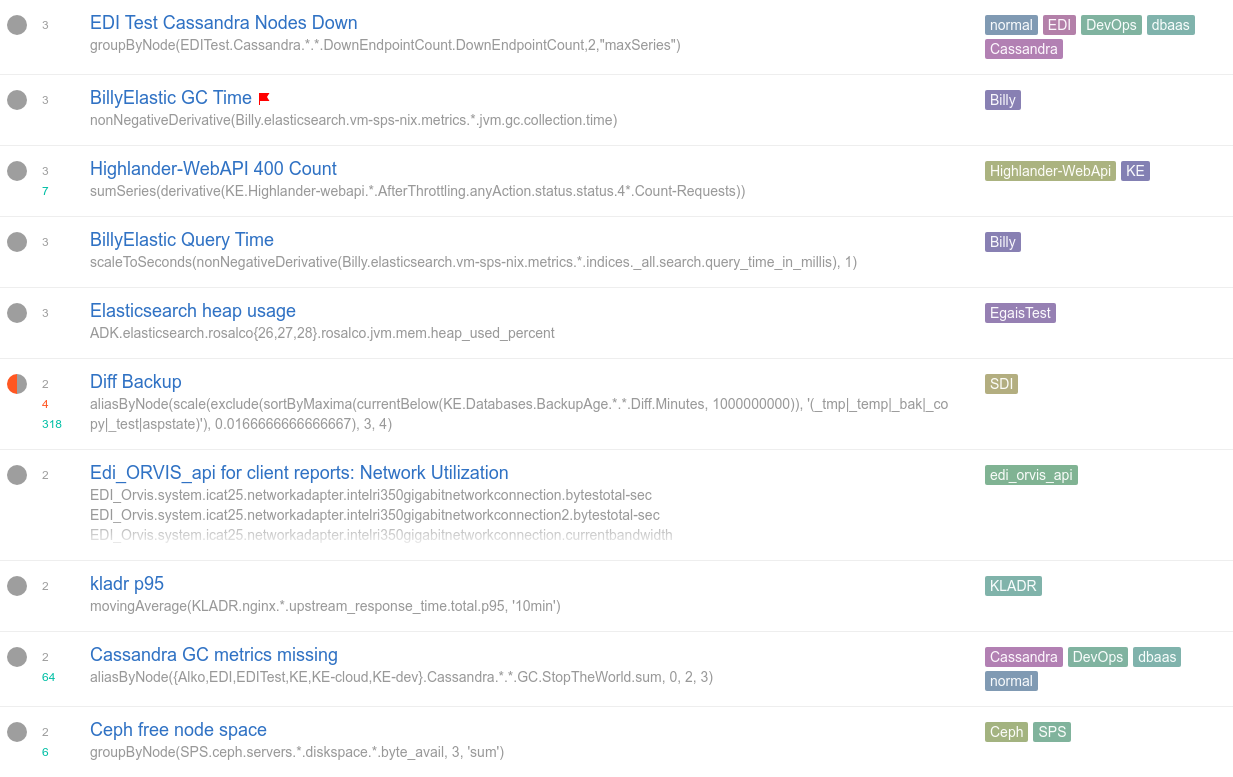 3 EDI Test Cassandra Nodes Down normal EDI DevOps dbaas
groupByNode(EDITest.Cassandra.*.*.DownEndpointCount.DownEndpointCount,2,"maxSeries") Cassandra
3 BillyElastic GC Time Billy
nonNegativeDerivative(Billy.elasticsearch.vm-sps-nix.metrics.*.jvm.gc.collection.time)
3 Highlander-WebAPI 400 Count Highlander-WebApi KE
7 sumSeries(derivative(KE.Highlander-webapi.*.AfterThrottling.anyAction.status.status.4*.Count-Requests))
3 BillyElastic Query Time Billy
scaleToSeconds(nonNegativeDerivative(Billy.elasticsearch.vm-sps-nix.metrics.*.indices._all.search.query_time_in_millis), 1)
3 Elasticsearch heap usage EgaisTest
ADK.elasticsearch.rosalco{26,27,28}.rosalco.jvm.mem.heap_used_percent
2 Diff Backup SDI
4 aliasByNode(scale(exclude(sortByMaxima(currentBelow(KE.Databases.BackupAge.*.*.Diff.Minutes, 1000000000)), '(_tmp|_temp|_bak|_co
318 py|_test|aspstate)'), 0.0166666666666667), 3, 4)
2 Edi_ORVIS_api for client reports: Network Utilization edi_orvis_api
EDI_Orvis.system.icat25.networkadapter.intelri350gigabitnetworkconnection.bytestotal-sec
EDI_Orvis.system.icat25.networkadapter.intelri350gigabitnetworkconnection2.bytestotal-sec
EDI_Orvis.system.icat25.networkadapter.intelri350gigabitnetworkconnection.currentbandwidth
2 kladr p95 KLADR
movingAverage(KLADR.nginx.*.upstream_response_time.total.p95, '10min')
2 Cassandra GC metrics missing Cassandra DevOps dbaas
64 aliasByNode({Alko,EDI,EDITest,KE,KE-cloud,KE-dev}.Cassandra.*.*.GC.StopTheWorld.sum, 0, 2, 3) normal
2 Ceph free node space Ceph SPS
6 groupByNode(SPS.ceph.servers.*.diskspace.*.byte_avail, 3, 'sum')